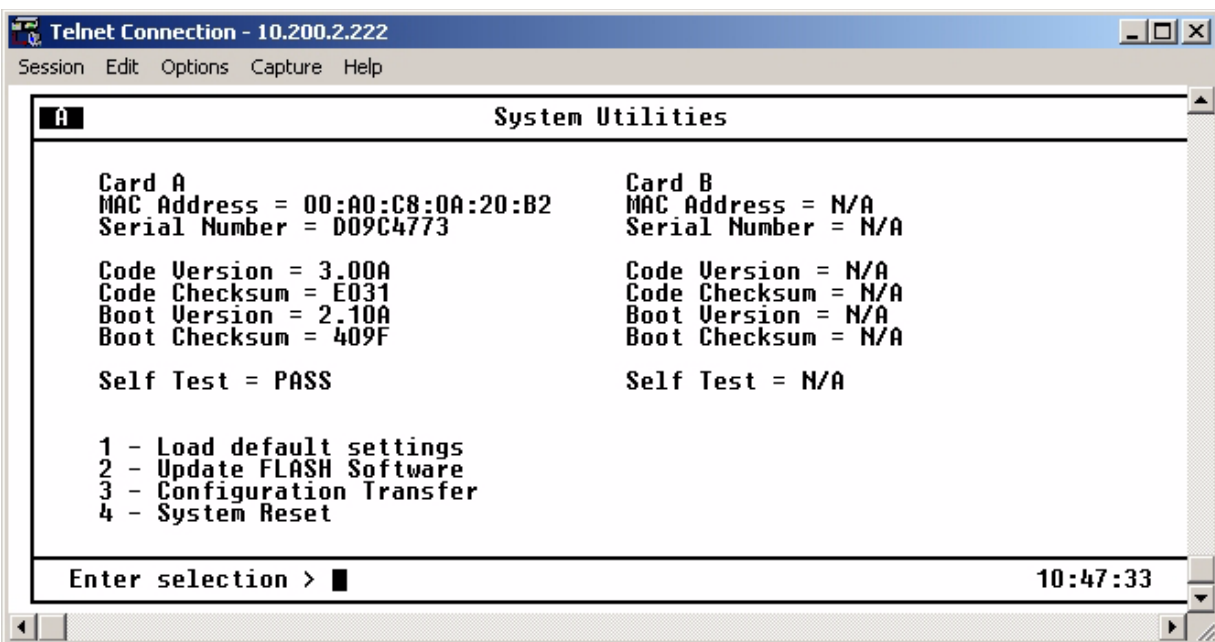 Telnet Connection - 10.200.2.222
Session Edit Options Capture Help
A System Utilities
Card A Card B
MAC Address = 00:A0:C8:0A:20:B2 MAC Address = N/A
Serial Number = D09C4773 Serial Number = N/A
Code Version = 3.00A Code Version = N/A
Code Checksum = E031 Code Checksum = N/A
Boot Version = 2.10A Boot Version = N/A
Boot Checksum = 409F Boot Checksum = N/A
Self Test = PASS Self Test = N/A
1 - Load default settings
2 - Update FLASH Software
3 - Configuration Transfer
4 - System Reset
Enter selection > 10:47:33